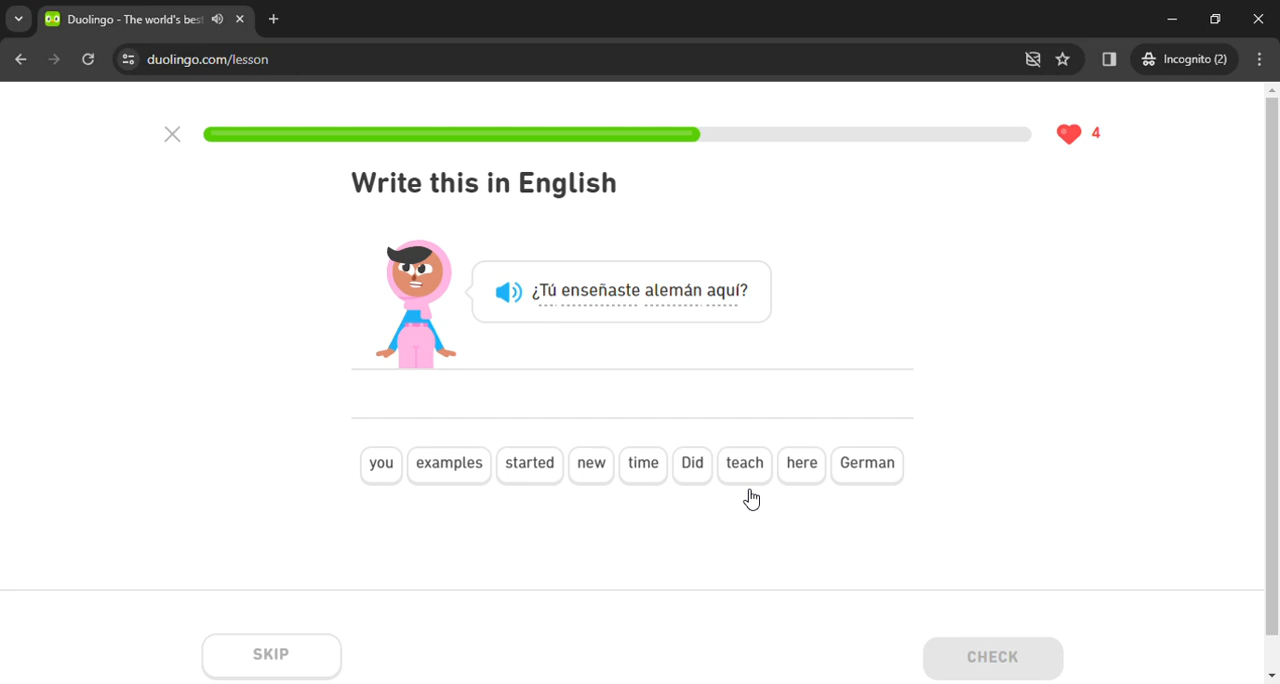 Duolingo - The world's best
duolingo.com/lesson
Incognito (2)
4
Write this in English
¿Tú enseñaste alemán aquí?
you examples started new time Did teach here German
SKIP
CHECK